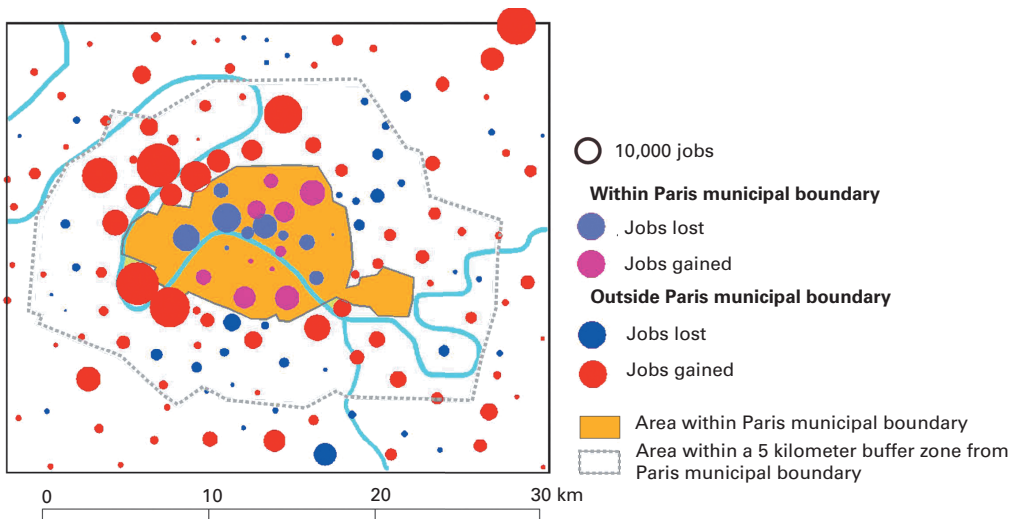 10,000 jobs
Within Paris municipal boundary
. Jobs lost
Jobs gained
Outside Paris municipal boundary
Jobs lost
Jobs gained
Area within Paris municipal boundary
Area within a 5 kilometer buffer zone from
Paris municipal boundary
0 10 20 30 km